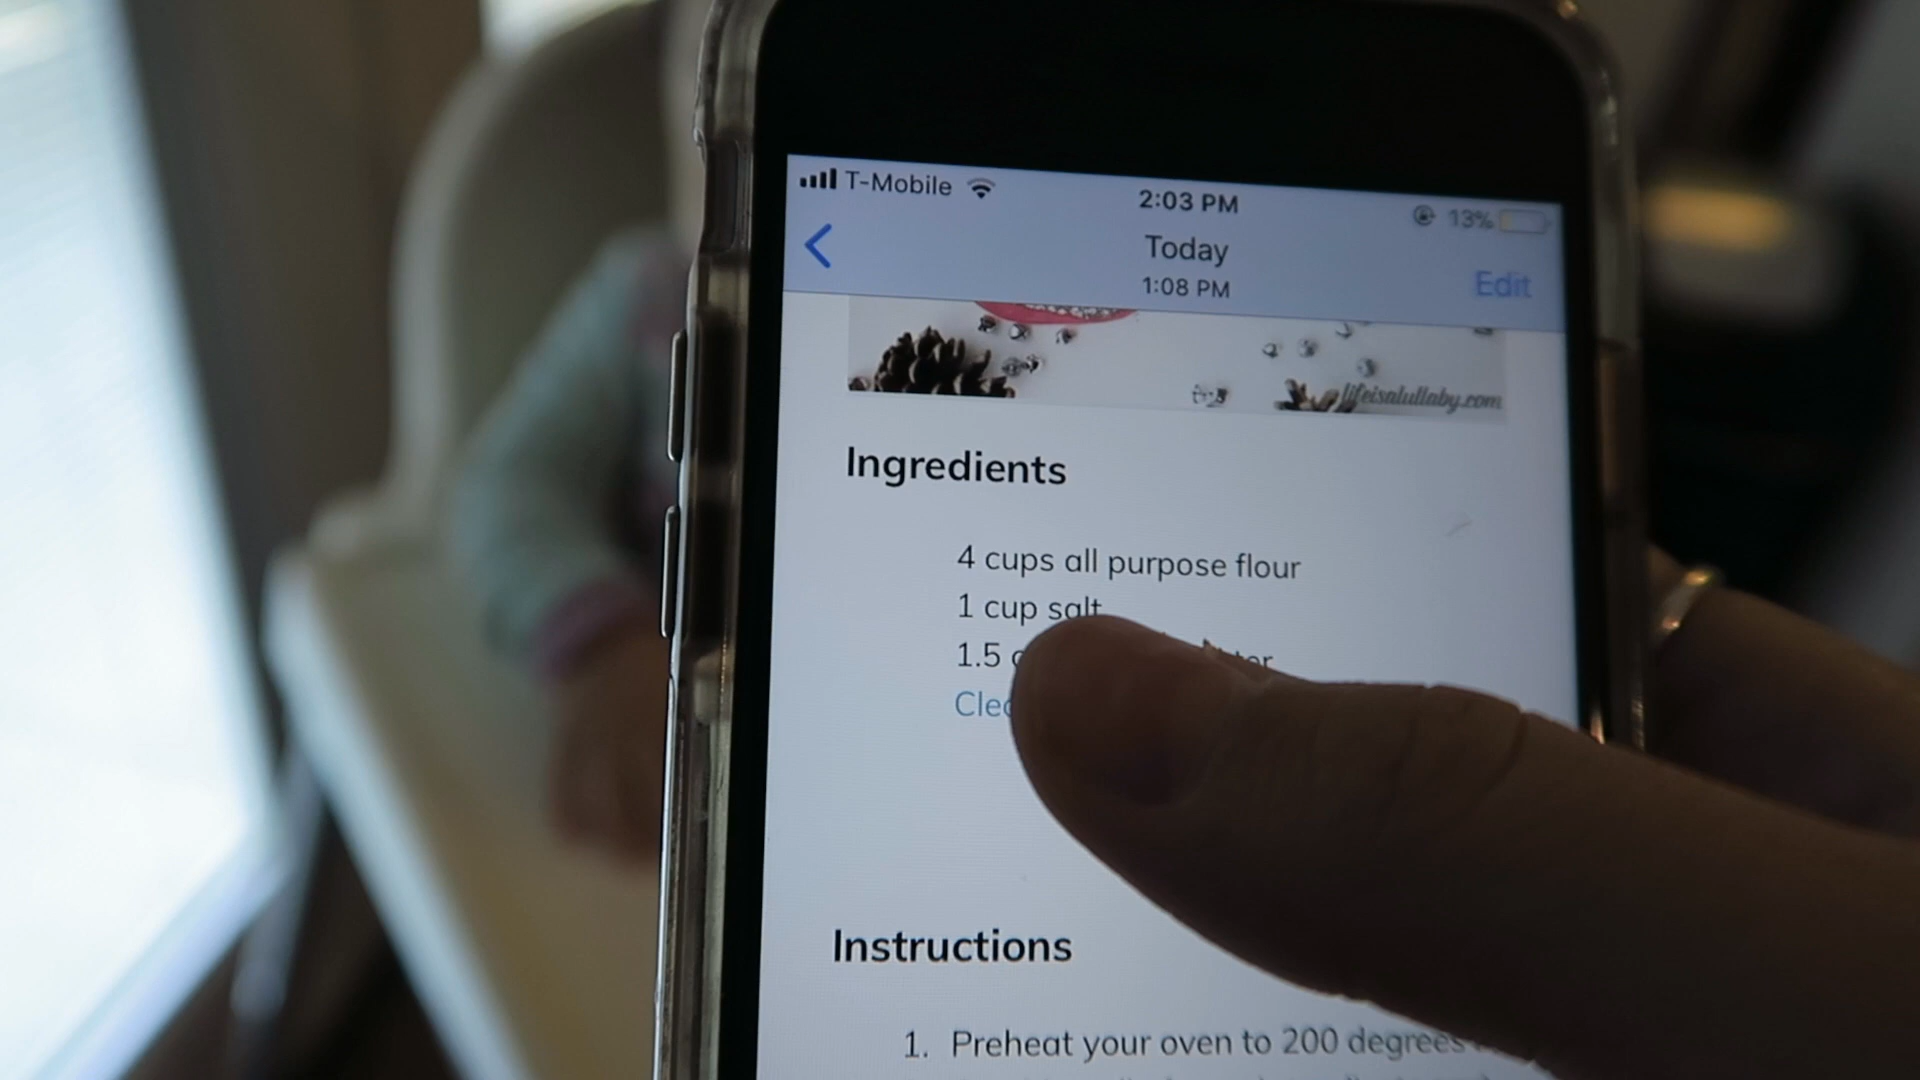 T-Mobile 2:03 PM 13%
Today
1:08 PM
Edit
lifeisalullaby.com
Ingredients
4 cups all purpose flour
1 cup salt
1.5
Instructions
1. Preheat your oven to 200 degrees